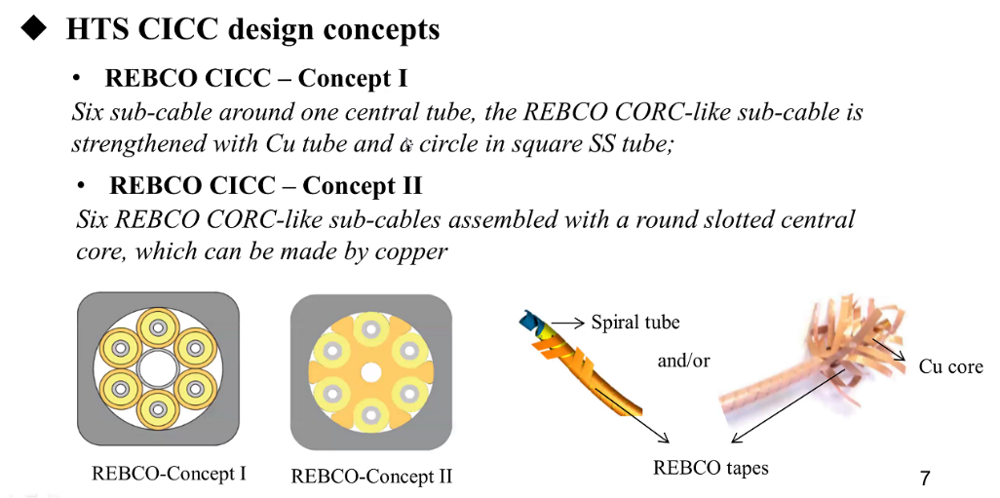 ◆ HTS CICC design concepts
• REBCO CICC – Concept I
Six sub-cable around one central tube, the REBCO CORC-like sub-cable is
strengthened with Cu tube and circle in square SS tube;
• REBCO CICC – Concept II
Six REBCO CORC-like sub-cables assembled with a round slotted central
core, which can be made by copper
Spiral tube
and/or
Cu core
REBCO tapes
REBCO-Concept I
REBCO-Concept II
7